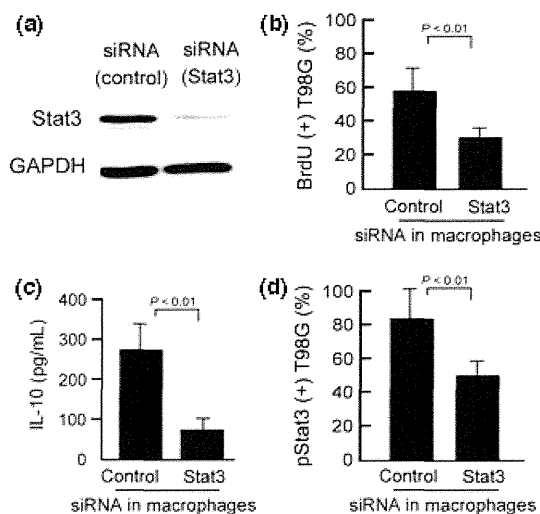 (a)
siRNA siRNA
(control) (Stat3)
Stat3
GAPDH
(b)
BrdU (+) T98G (%)
P < 0.01
100
80
60
40
20
0
Control Stat3
siRNA in macrophages
(c)
IL-10 (pg/mL)
P < 0.01
400
300
200
100
0
Control Stat3
siRNA in macrophages
(d)
pStat3 (+) T98G (%)
P < 0.01
100
80
60
40
20
0
Control Stat3
siRNA in macrophages